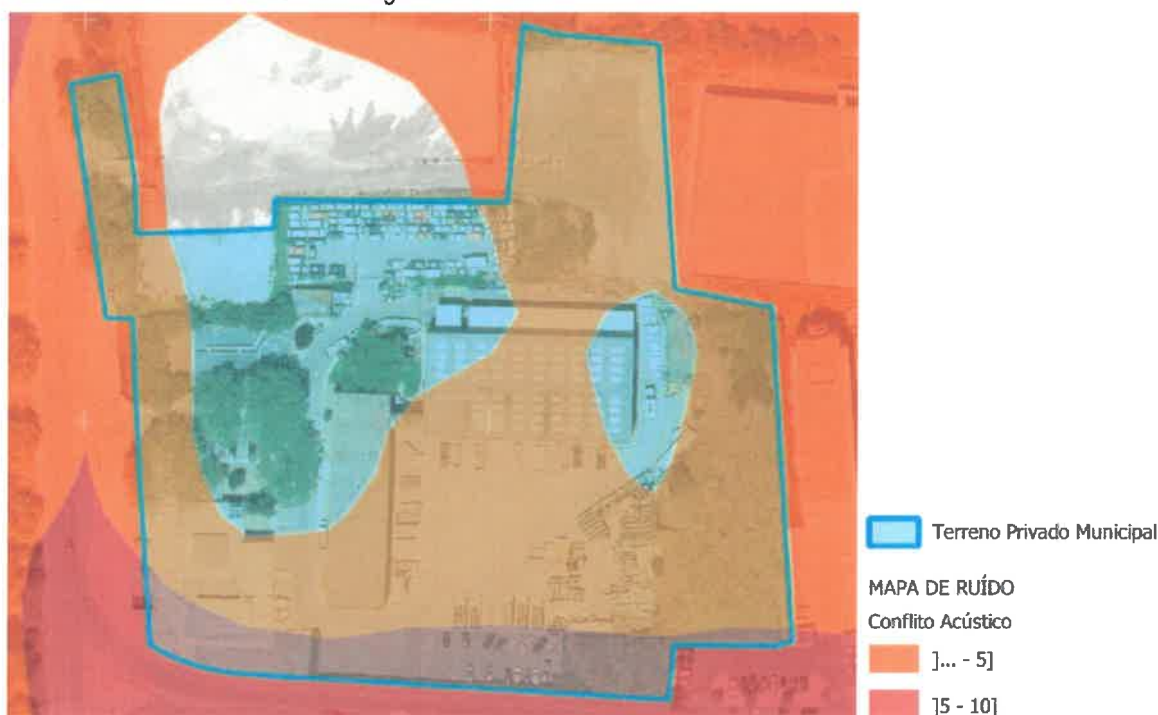 Terreno Privado Municipal
MAPA DE RUÍDO
Conflito Acústico
]... - 5]
]5 - 10]